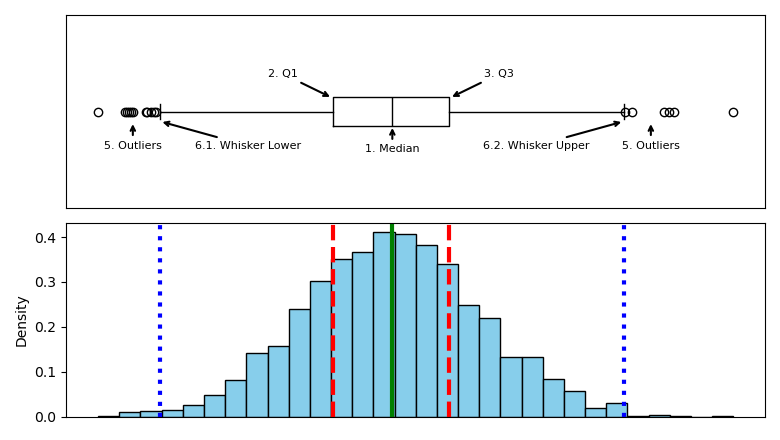 2. Q1
3. Q3
5. Outliers
6.1. Whisker Lower
1. Median
6.2. Whisker Upper
5. Outliers
0.4
0.3
0.2
0.1
0.0
Density